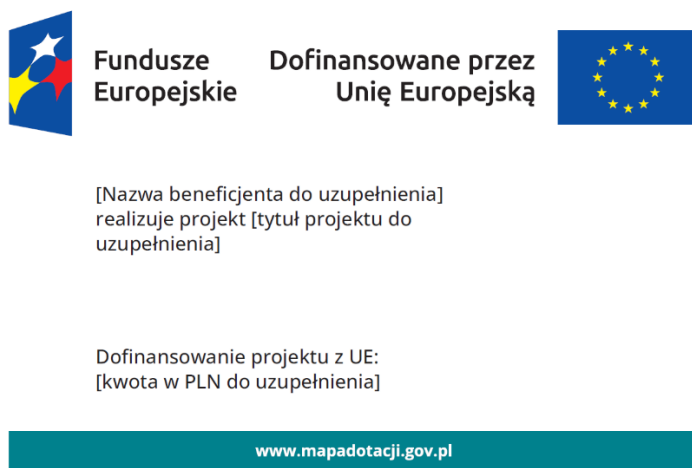 Fundusze
Europejskie
Dofinansowane przez
Unię Europejską
[Nazwa beneficjenta do uzupełnienia]
realizuje projekt [tytuł projektu do
uzupełnienia]
Dofinansowanie projektu z UE:
[kwota w PLN do uzupełnienia]
www.mapadotacji.gov.pl